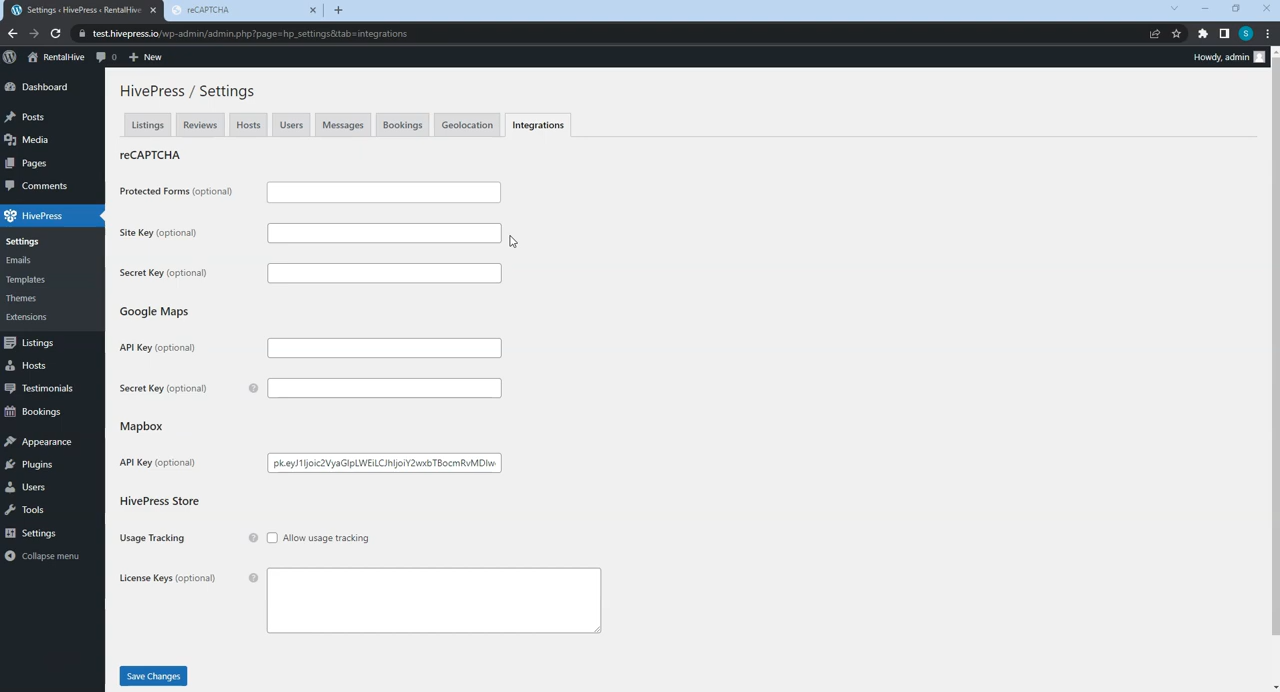 Settings ‹ HivePress ‹ RentalHive
reCAPTCHA
test.hivepress.io/wp-admin/admin.php?page=hp_settings&tab=integrations
S
RentalHive
0
New
Howdy, admin
Dashboard
Posts
Media
Pages
Comments
HivePress
Settings
Emails
Templates
Themes
Extensions
Listings
Hosts
Testimonials
Bookings
Appearance
Plugins
Users
Tools
Settings
Collapse menu
HivePress / Settings
Listings Reviews Hosts Users Messages Bookings Geolocation Integrations
reCAPTCHA
Protected Forms (optional)
Site Key (optional)
Secret Key (optional)
Google Maps
API Key (optional)
Secret Key (optional) ?
Mapbox
API Key (optional)
HivePress Store
Usage Tracking ? Allow usage tracking
License Keys (optional) ?
Save Changes